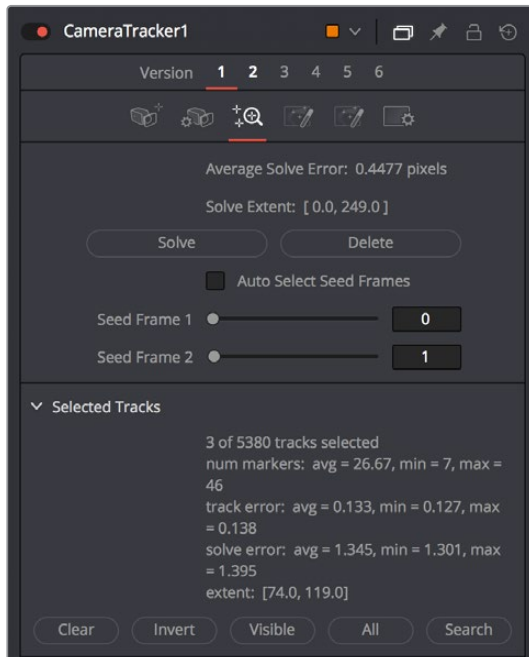 CameraTracker1
Version 1 2 3 4 5 6
Average Solve Error: 0.4477 pixels
Solve Extent: [ 0.0, 249.0 ]
Solve Delete
Auto Select Seed Frames
Seed Frame 1 0
Seed Frame 2 1
Selected Tracks
3 of 5380 tracks selected
num markers: avg = 26.67, min = 7, max =
46
track error: avg = 0.133, min = 0.127, max
= 0.138
solve error: avg = 1.345, min = 1.301, max
= 1.395
extent: [74.0, 119.0]
Clear Invert Visible All Search